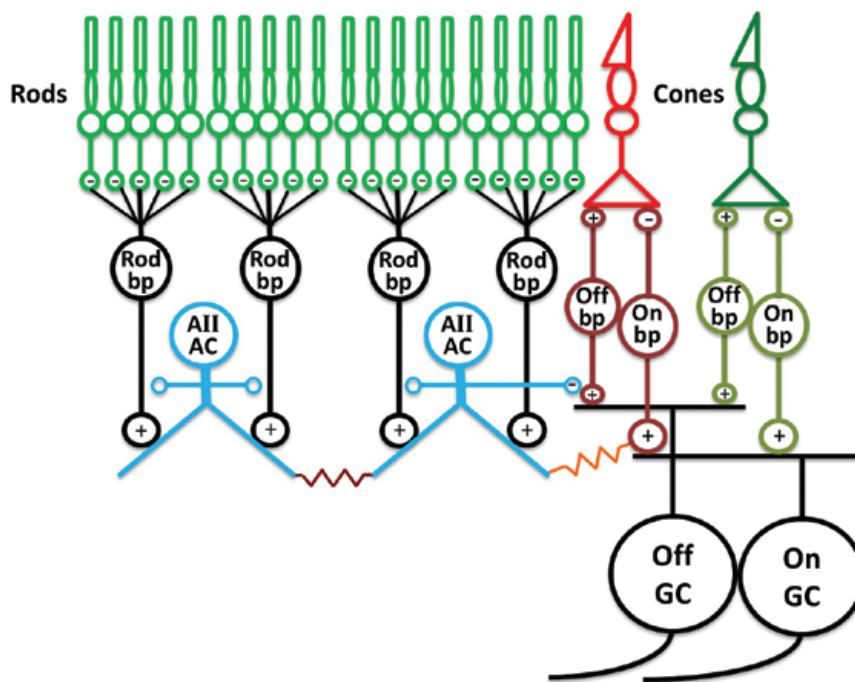 Rods
Cones
- - - - - - - - - - - - - - - - - - - -
+ - + -
Rod bp
Rod bp
Rod bp
Rod bp
Off bp
On bp
Off bp
On bp
AII AC
AII AC
-
+ +
+ + + + + +
Off GC
On GC